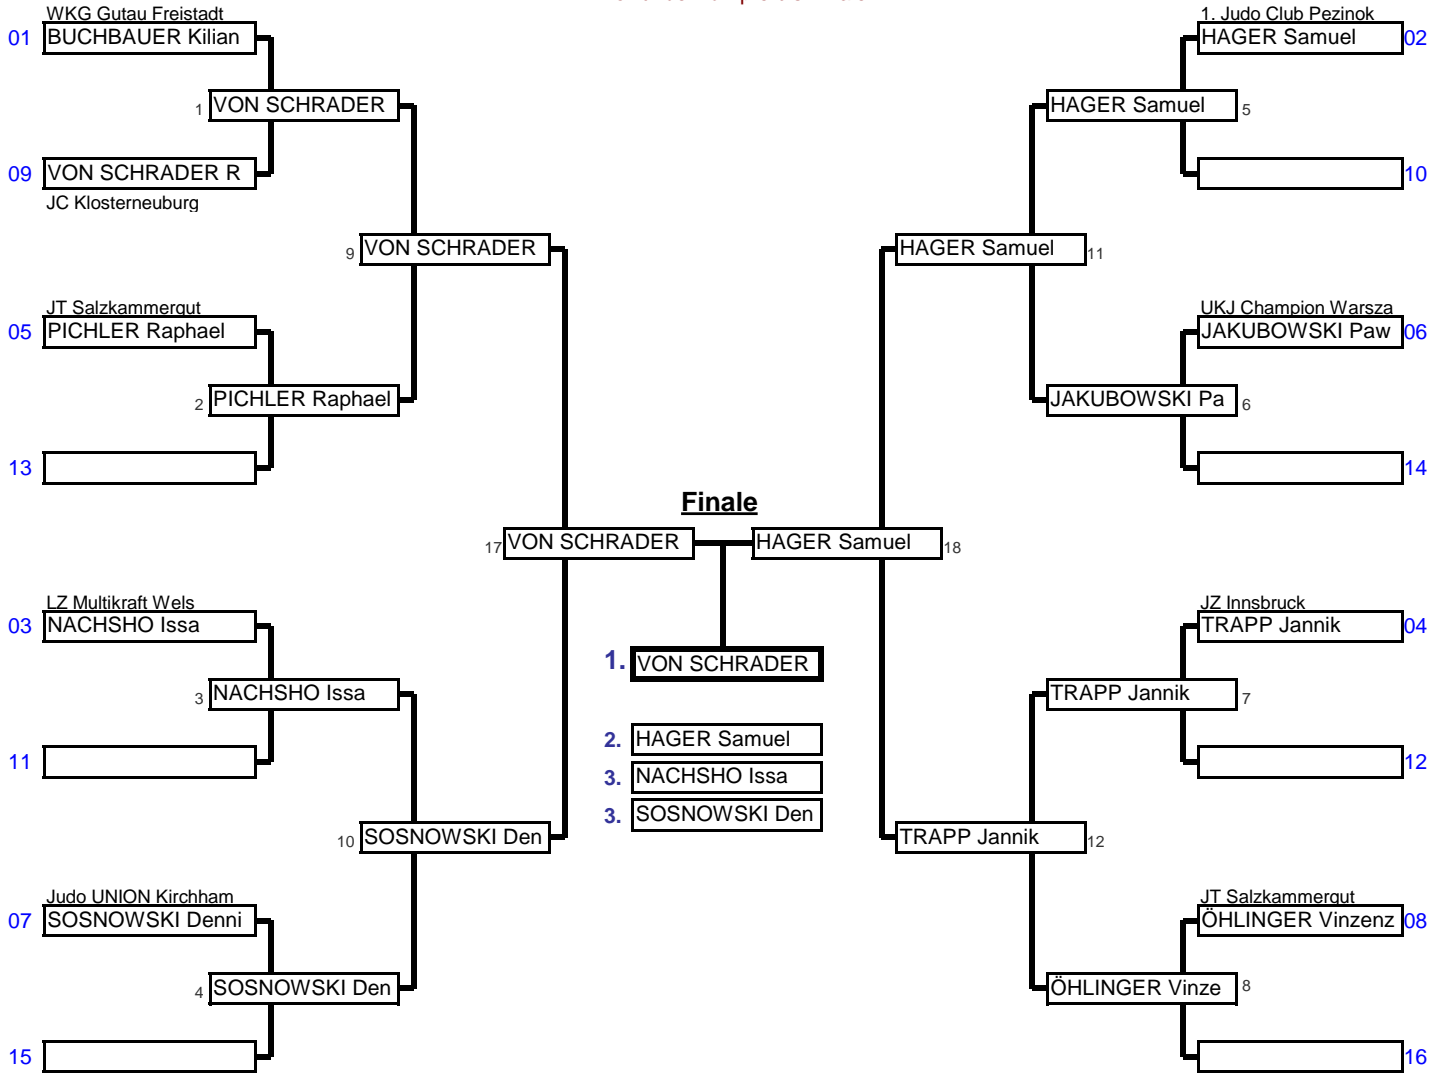 WKG Gutau Freistadt
01 BUCHBAUER Kilian
1 VON SCHRADER
09 VON SCHRADER R
JC Klosterneuburg
9 VON SCHRADER
JT Salzkammergut
05 PICHLER Raphael
2 PICHLER Raphael
13
17 VON SCHRADER
LZ Multikraft Wels
03 NACHSHO Issa
3 NACHSHO Issa
11
10 SOSNOWSKI Den
Judo UNION Kirchham
07 SOSNOWSKI Denni
4 SOSNOWSKI Den
15
Finale
1. VON SCHRADER
2. HAGER Samuel
3. NACHSHO Issa
3. SOSNOWSKI Den
1. Judo Club Pezinok
HAGER Samuel 02
HAGER Samuel 5
10
HAGER Samuel 11
UKJ Champion Warsza
JAKUBOWSKI Paw 06
JAKUBOWSKI Pa 6
14
HAGER Samuel 18
JZ Innsbruck
TRAPP Jannik 04
TRAPP Jannik 7
12
TRAPP Jannik 12
JT Salzkammergut
ÖHLINGER Vinzenz 08
ÖHLINGER Vinze 8
16